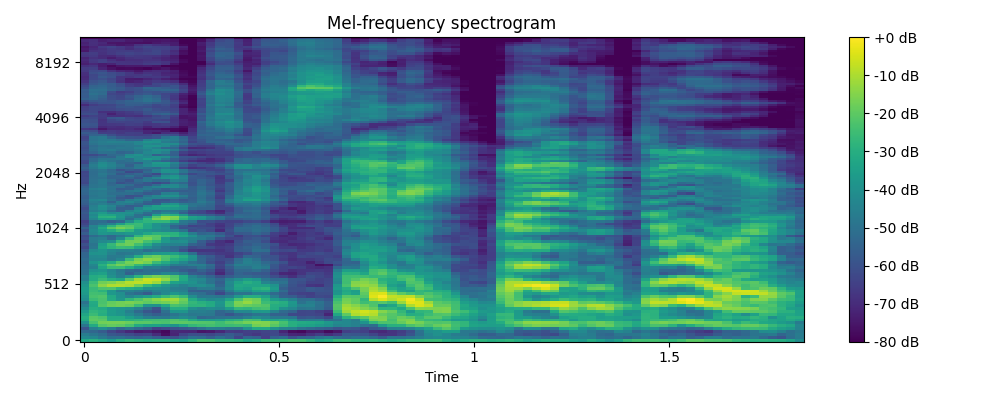 Mel-frequency spectrogram
Hz
8192
4096
2048
1024
512
0
0
0.5
1
1.5
Time
+0 dB
-10 dB
-20 dB
-30 dB
-40 dB
-50 dB
-60 dB
-70 dB
-80 dB